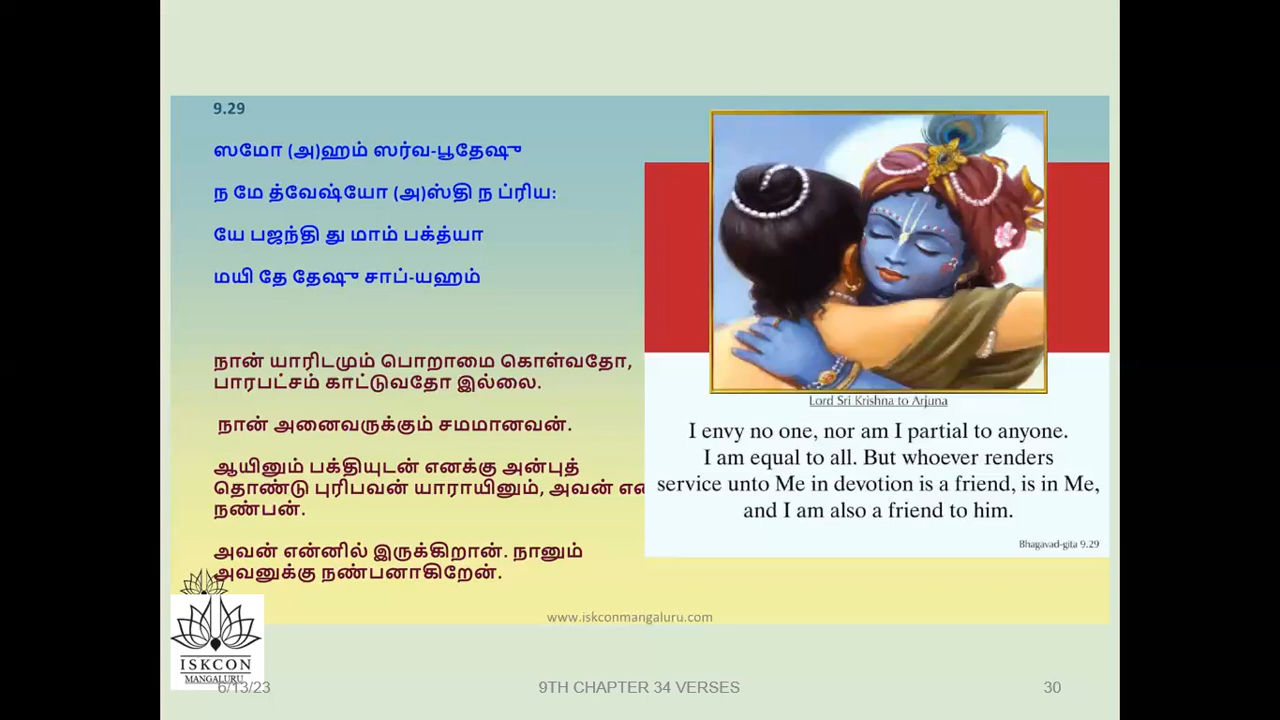 9.29
ஸமோ (அ)ஹம் ஸர்வ-பூதேஷு
ந மே த்வேஷ்யோ (அ)ஸ்தி ந ப்ரிய:
யே பஜந்தி து மாம் பக்த்யா
மயி தே தேஷு சாப்-யஹம்
நான் யாரிடமும் பொறாமை கொள்வதோ,
பாரபட்சம் காட்டுவதோ இல்லை.
நான் அனைவருக்கும் சமமானவன்.
ஆயினும் பக்தியுடன் எனக்கு அன்புத்
தொண்டு புரிபவன் யாராயினும், அவன்
நண்பன்.
அவன் என்னில் இருக்கிறான். நானும்
அவனுக்கு நண்பனாகிறேன்.
Lord Sri Krishna to Arjuna
I envy no one, nor am I partial to anyone.
I am equal to all. But whoever renders
service unto Me in devotion is a friend, is in Me,
and I am also a friend to him.
Bhagavad-gita 9.29
www.iskconmangaluru.com
ISKCON
MANGALURU
6/13/23
9TH CHAPTER 34 VERSES
30